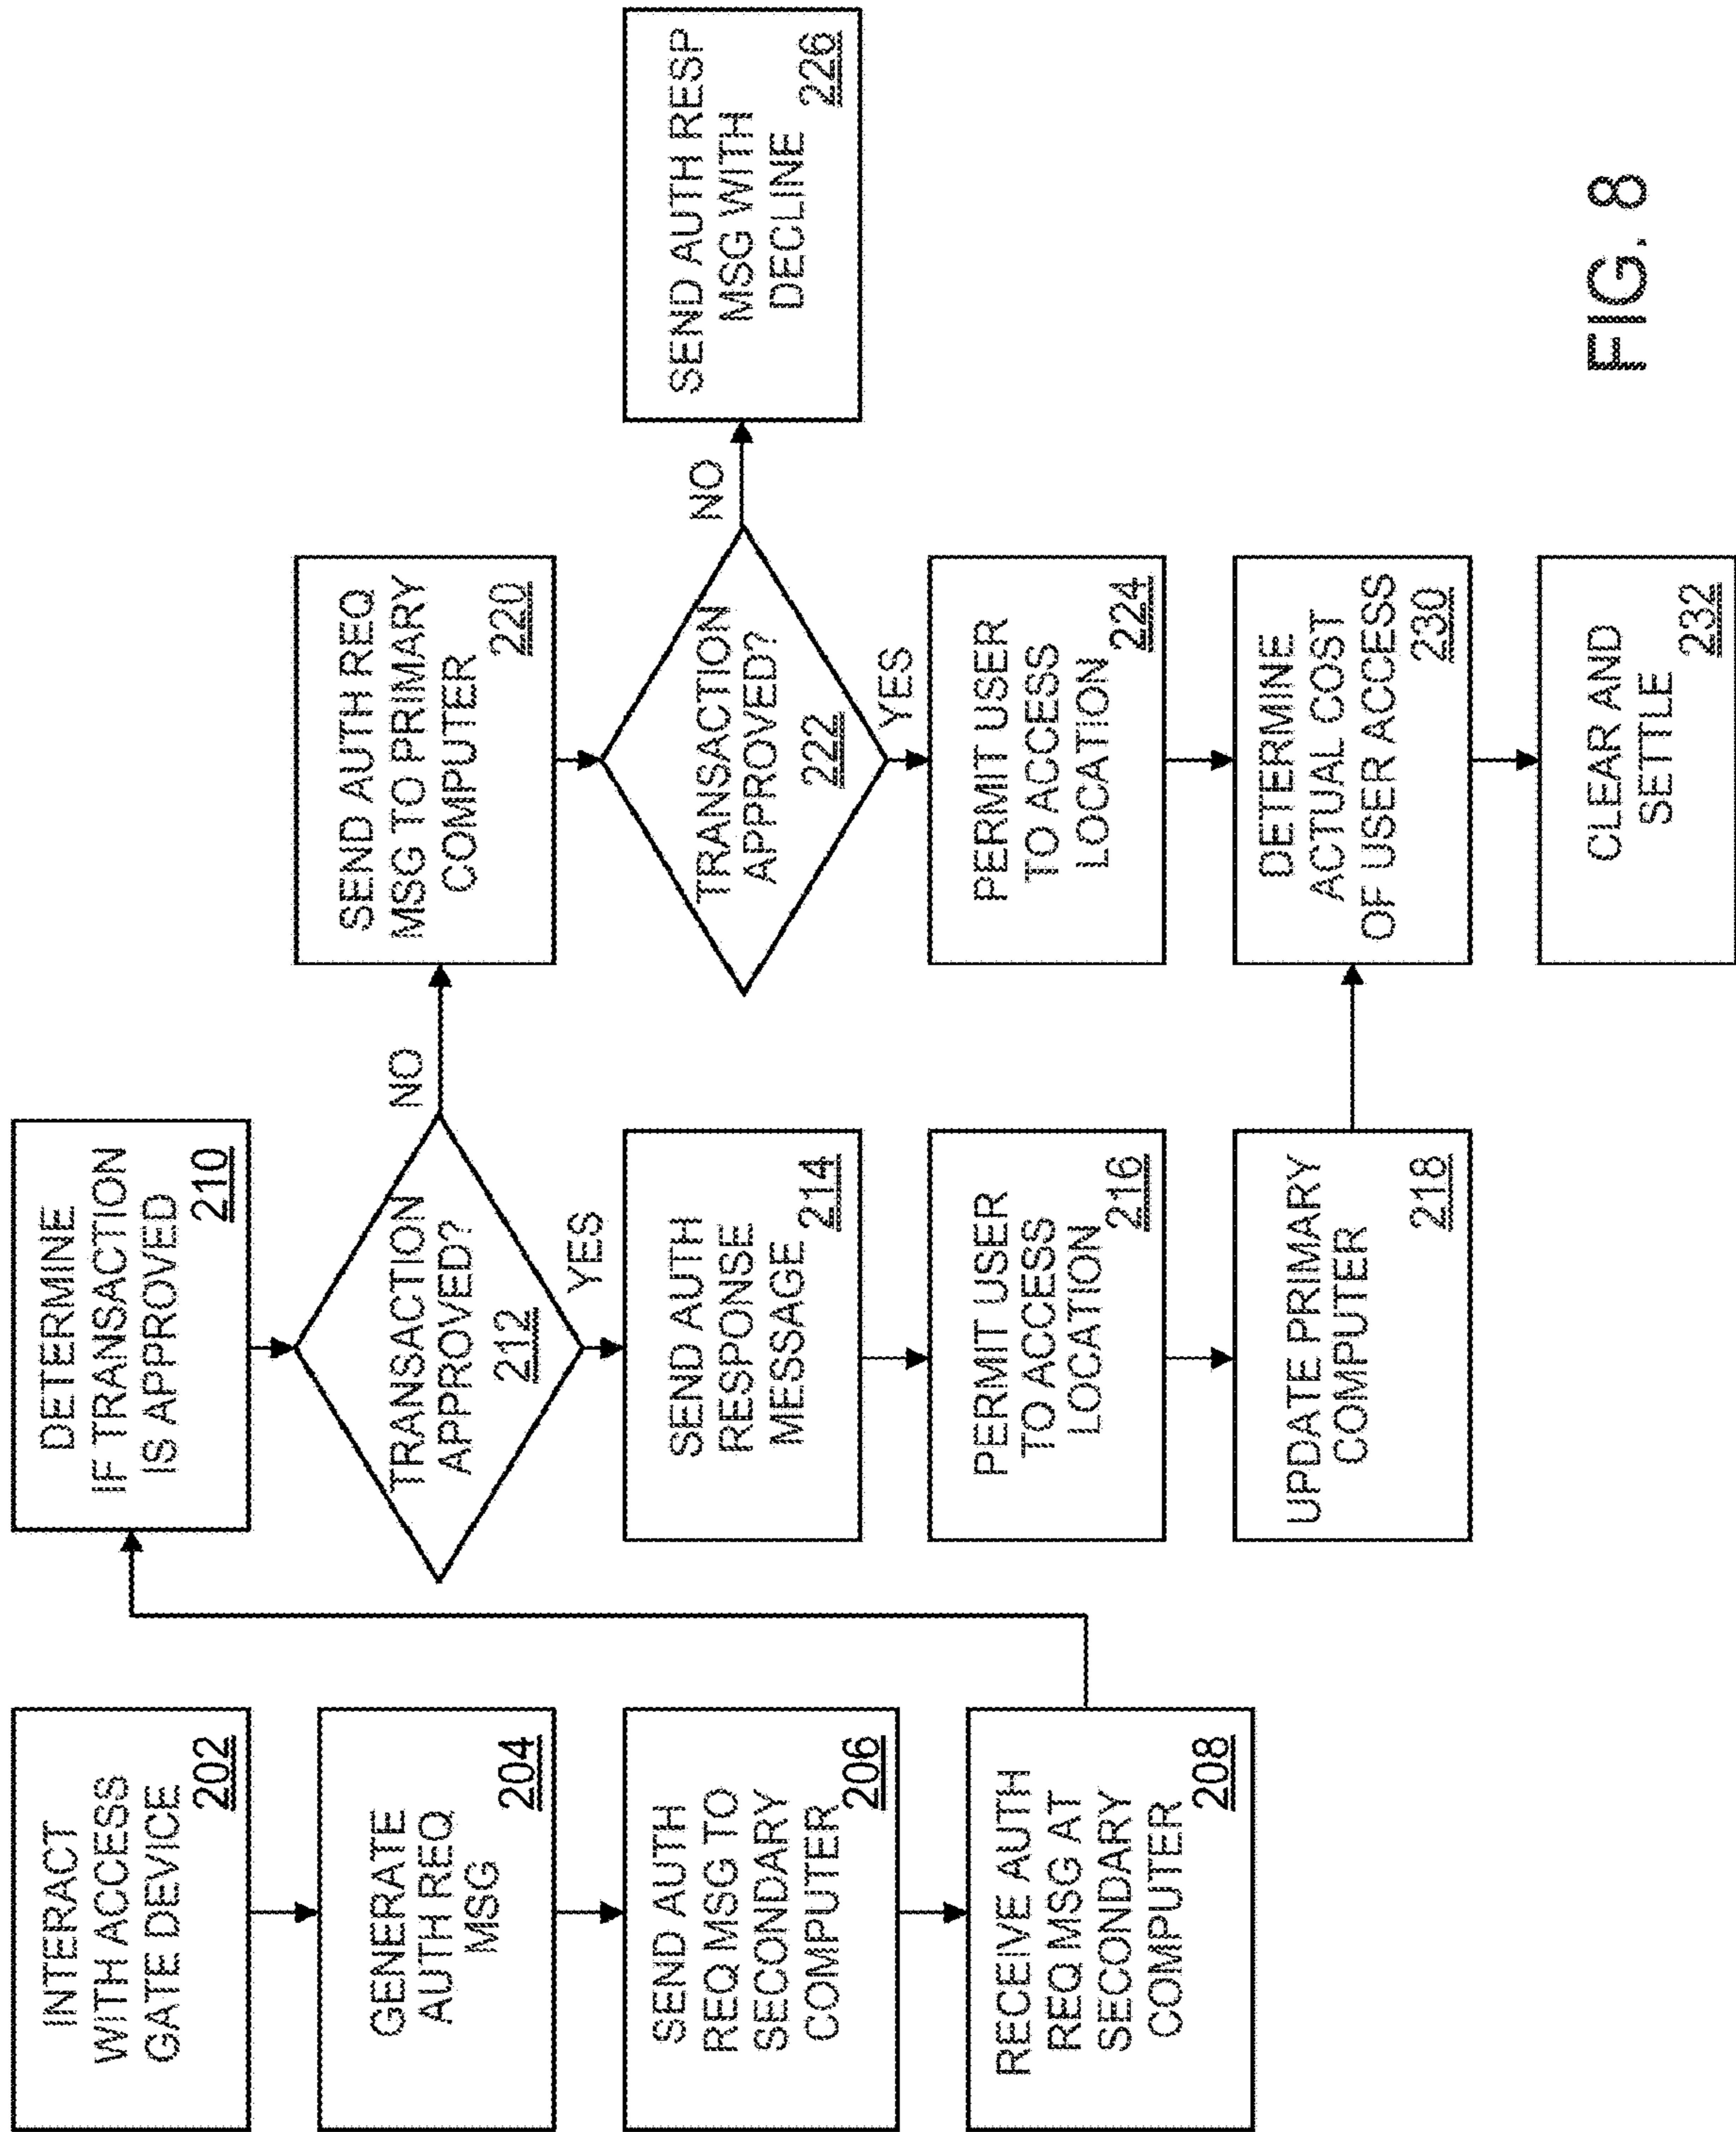 INTERACT
WITH ACCESS
GATE DEVICE
202
GENERATE
AUTH REQ
MSG
204
SEND AUTH
REQ MSG TO
SECONDARY
COMPUTER
206
RECEIVE AUTH
REQ MSG AT
SECONDARY
COMPUTER
208
DETERMINE
IF TRANSACTION
IS APPROVED
210
TRANSACTION
APPROVED?
212
NO
YES
SEND AUTH
RESPONSE
MESSAGE
214
PERMIT USER
TO ACCESS
LOCATION
216
UPDATE PRIMARY
COMPUTER
218
SEND AUTH REQ
MSG TO PRIMARY
COMPUTER
220
TRANSACTION
APPROVED?
222
NO
YES
PERMIT USER
TO ACCESS
LOCATION
224
DETERMINE
ACTUAL COST
OF USER ACCESS
230
CLEAR AND
SETTLE
232
SEND AUTH RESP
MSG WITH
DECLINE
226
FIG. 8